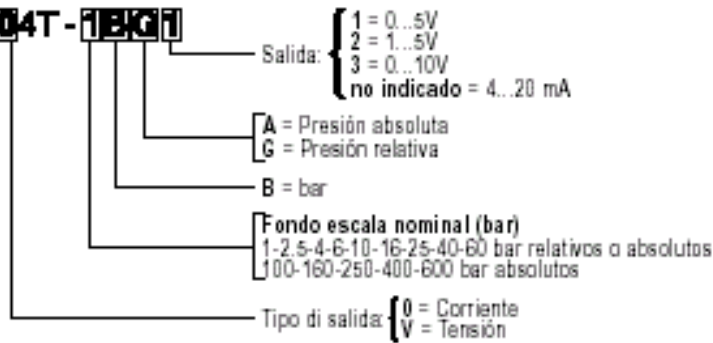 04T - 1BG1
Salida:
1 = 0...5V
2 = 1...5V
3 = 0...10V
no indicado = 4...20 mA
A = Presión absoluta
G = Presión relativa
B = bar
Fondo escala nominal (bar)
1-2.5-4-6-10-16-25-40-60 bar relativos o absolutos
100-160-250-400-600 bar absolutos
Tipo di salida:
0 = Corriente
V = Tensión